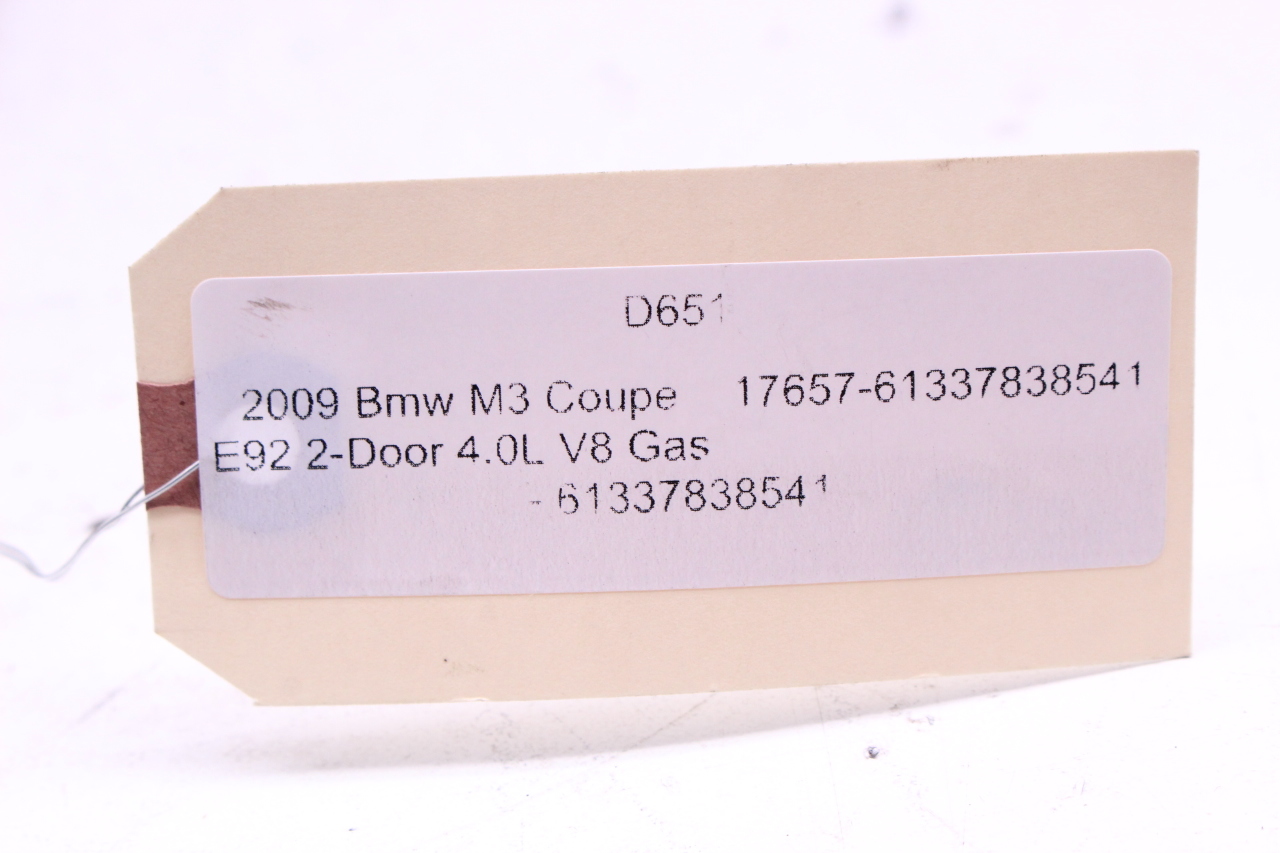 D651
2009 Bmw M3 Coupe 17657-61337838541
E92 2-Door 4.0L V8 Gas
- 61337838541